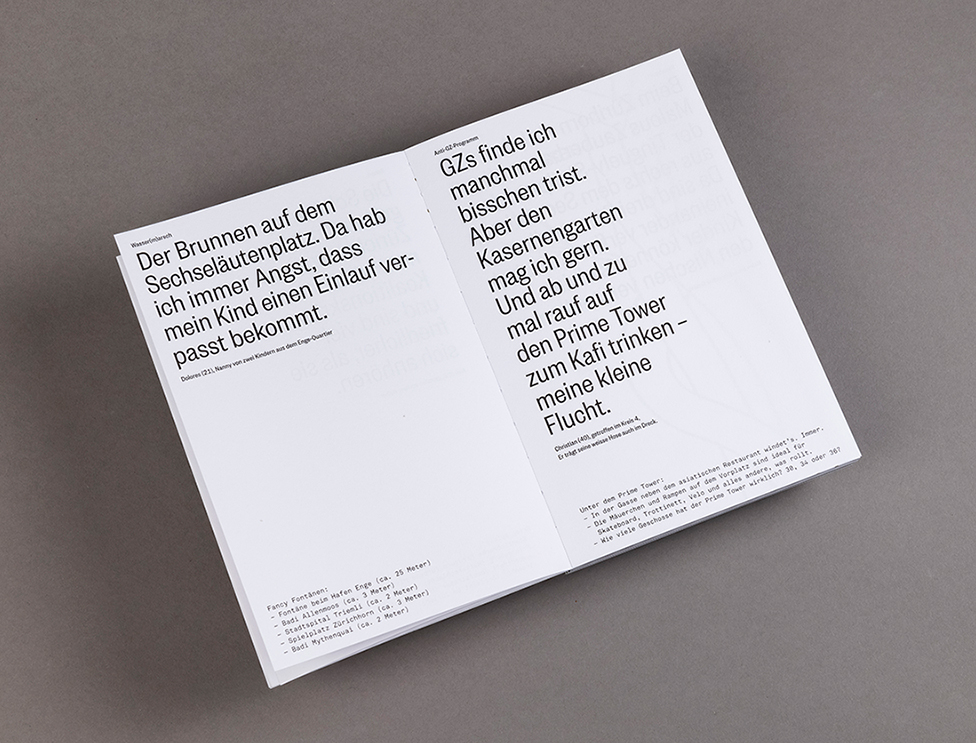 Wasser(m)arsch
Der Brunnen auf dem
Sechseläutenplatz. Da hab
ich immer Angst, dass
mein Kind einen Einlauf ver-
passt bekommt.
Dolores (21), Nanny von zwei Kindern aus dem Enge-Quartier
Fancy Fontänen:
– Fontäne beim Hafen Enge (ca. 25 Meter)
– Badi Allenmoos (ca. 3 Meter)
– Stadtspital Triemli (ca. 2 Meter)
– Spielplatz Zürichhorn (ca. 3 Meter)
– Badi Mythenquai (ca. 2 Meter)
Anti-GZ-Programm
GZs finde ich
manchmal
bisschen trist.
Aber den
Kasernengarten
mag ich gern.
Und ab und zu
mal rauf auf
den Prime Tower
zum Kafi trinken –
meine kleine
Flucht.
Christian (40), getroffen im Kreis 4.
Er trägt seine weisse Hose auch im Dreck.
Unter dem Prime Tower:
– In der Gasse neben dem asiatischen Restaurant windet's. Immer.
– Die Mäuerchen und Rampen auf dem Vorplatz sind ideal für
Skateboard, Trottinett, Velo und alles andere, was rollt.
– Wie viele Geschosse hat der Prime Tower wirklich? 30, 34 oder 36?